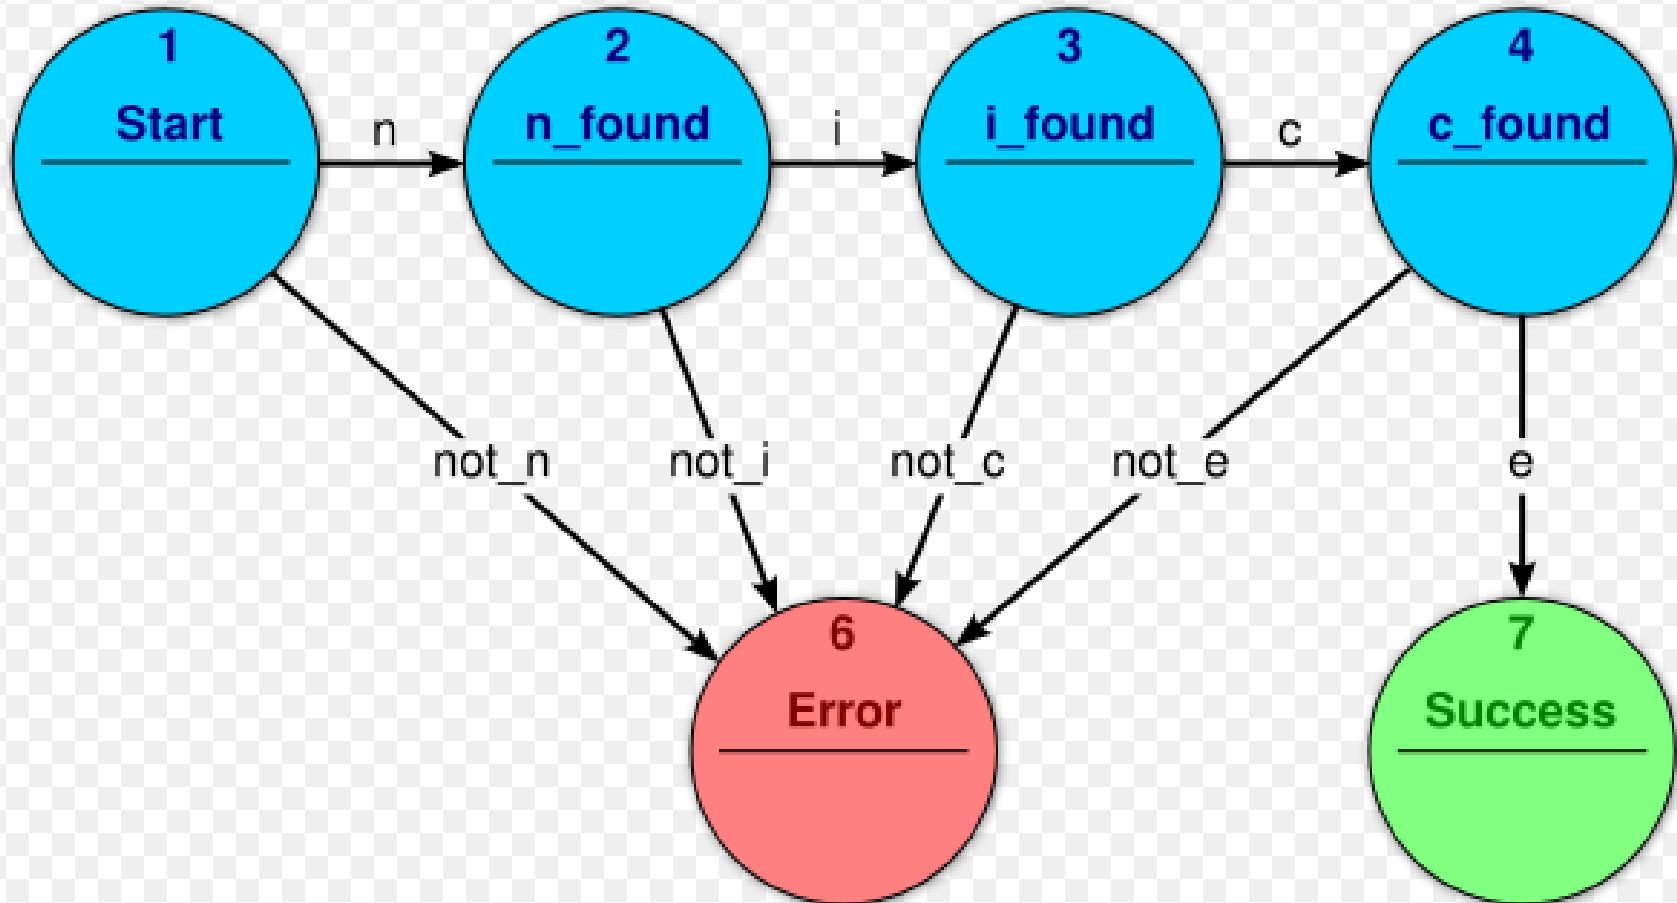 1
Start
n
2
n_found
i
3
i_found
c
4
c_found
not_n
not_i
not_c
not_e
e
6
Error
7
Success